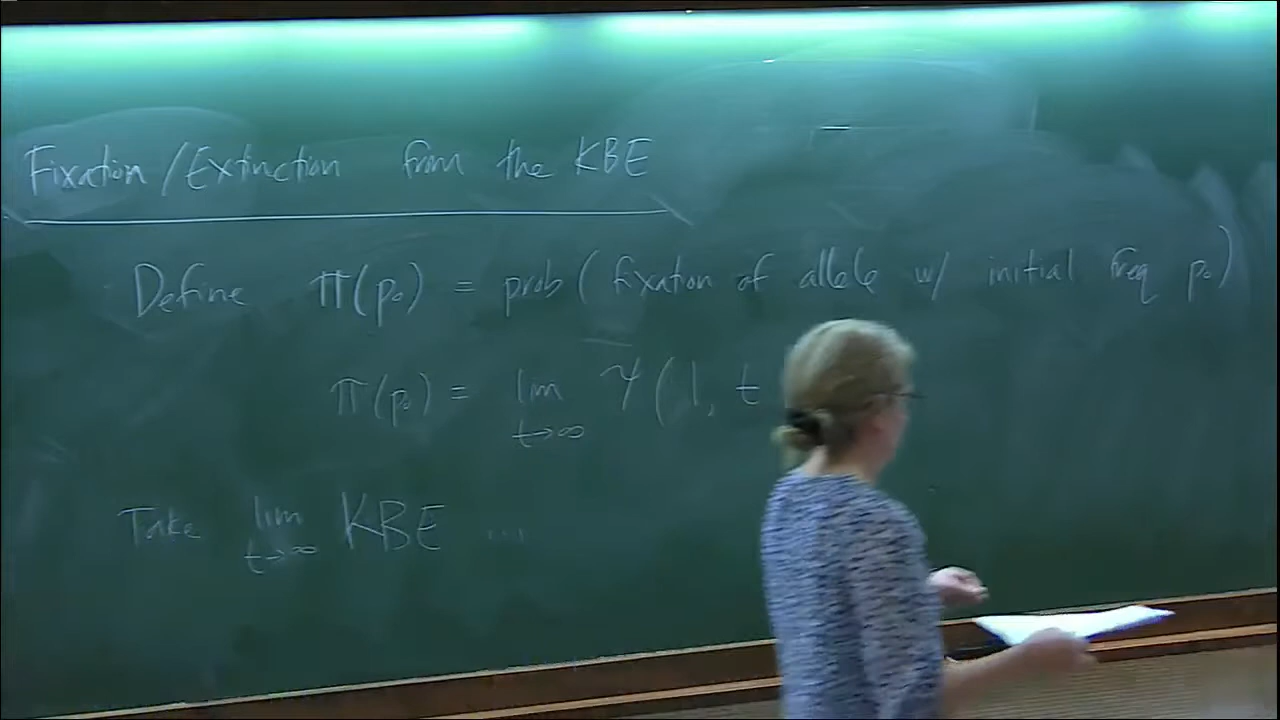 Fixation/Extinction from the KBE
Define π(p₀) = prob(fixation of allele w/ initial freq p₀)
π(p₀) = lim t→∞ ψ(1, t
Take lim t→∞ KBE ....